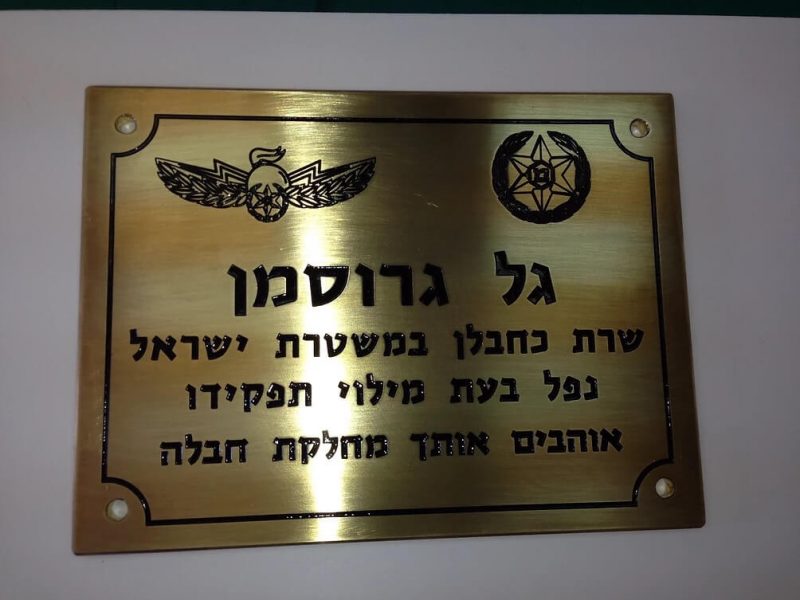 גל גרוסמן
שרת כחבלן במשטרת ישראל
נפל בעת מילוי תפקידו
אוהבים אותך מחלקת חבלה